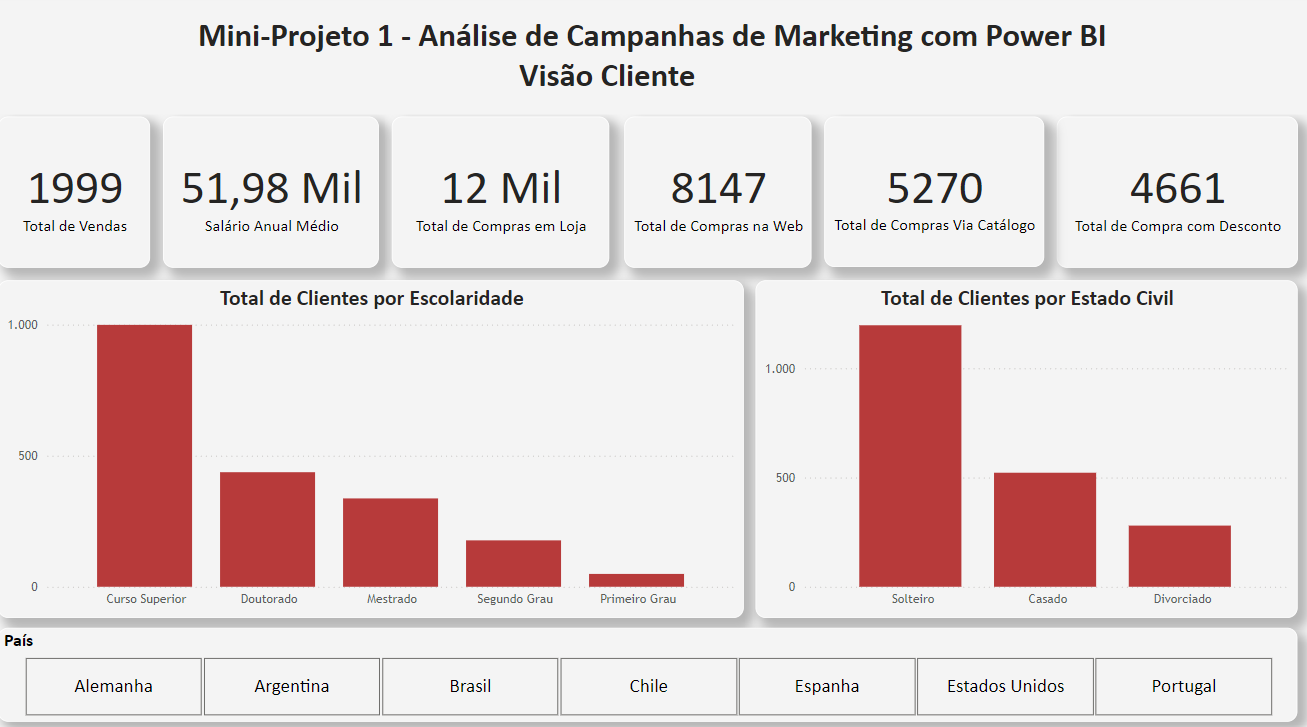 Mini-Projeto 1 - Análise de Campanhas de Marketing com Power BI
Visão Cliente
1999
Total de Vendas
51,98 Mil
Salário Anual Médio
12 Mil
Total de Compras em Loja
8147
Total de Compras na Web
5270
Total de Compras Via Catálogo
4661
Total de Compra com Desconto
Total de Clientes por Escolaridade
1.000
500
0
Curso Superior
Doutorado
Mestrado
Segundo Grau
Primeiro Grau
Total de Clientes por Estado Civil
1.000
500
0
Solteiro
Casado
Divorciado
País
Alemanha
Argentina
Brasil
Chile
Espanha
Estados Unidos
Portugal